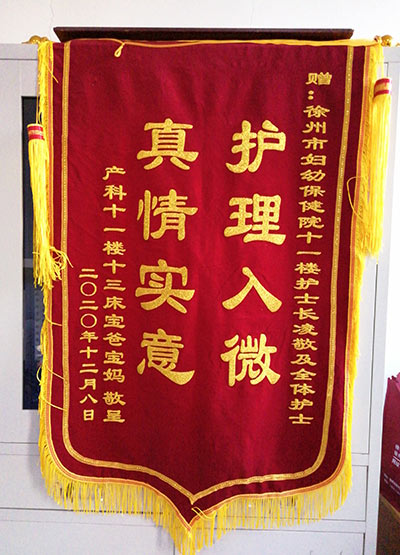 赠：徐州市妇幼保健院十一楼护士长凌敬及全体护士
护理入微
真情实意
产科十一楼十三床宝爸宝妈敬呈
二〇二〇年十二月八日